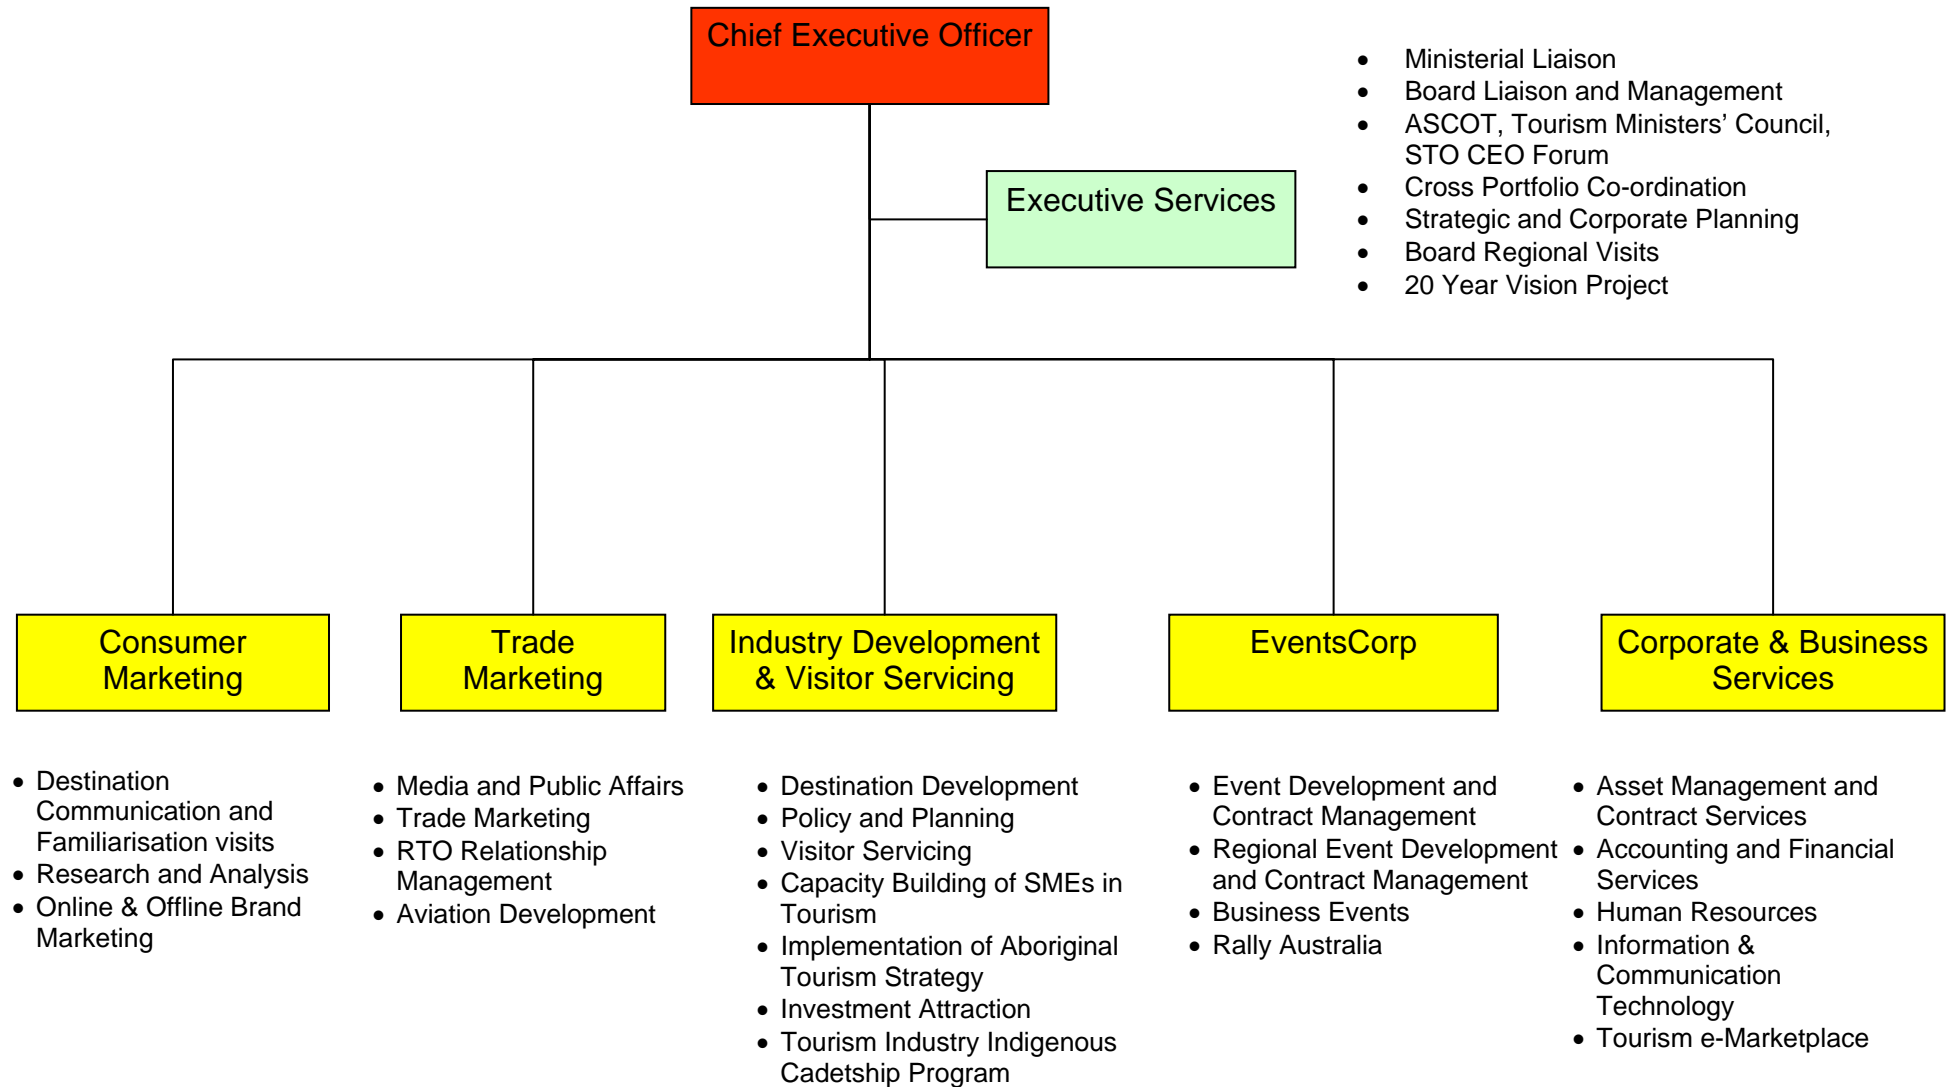 Chief Executive Officer
• Ministerial Liaison
• Board Liaison and Management
• ASCOT, Tourism Ministers’ Council,
STO CEO Forum
• Cross Portfolio Co-ordination
• Strategic and Corporate Planning
• Board Regional Visits
• 20 Year Vision Project
Executive Services
Consumer
Marketing
Trade
Marketing
Industry Development
& Visitor Servicing
EventsCorp
Corporate & Business
Services
• Destination
Communication and
Familiarisation visits
• Research and Analysis
• Online & Offline Brand
Marketing
• Media and Public Affairs
• Trade Marketing
• RTO Relationship
Management
• Aviation Development
• Destination Development
• Policy and Planning
• Visitor Servicing
• Capacity Building of SMEs in
Tourism
• Implementation of Aboriginal
Tourism Strategy
• Investment Attraction
• Tourism Industry Indigenous
Cadetship Program
• Event Development and
Contract Management
• Regional Event Development
and Contract Management
• Business Events
• Rally Australia
• Asset Management and
Contract Services
• Accounting and Financial
Services
• Human Resources
• Information &
Communication
Technology
• Tourism e-Marketplace